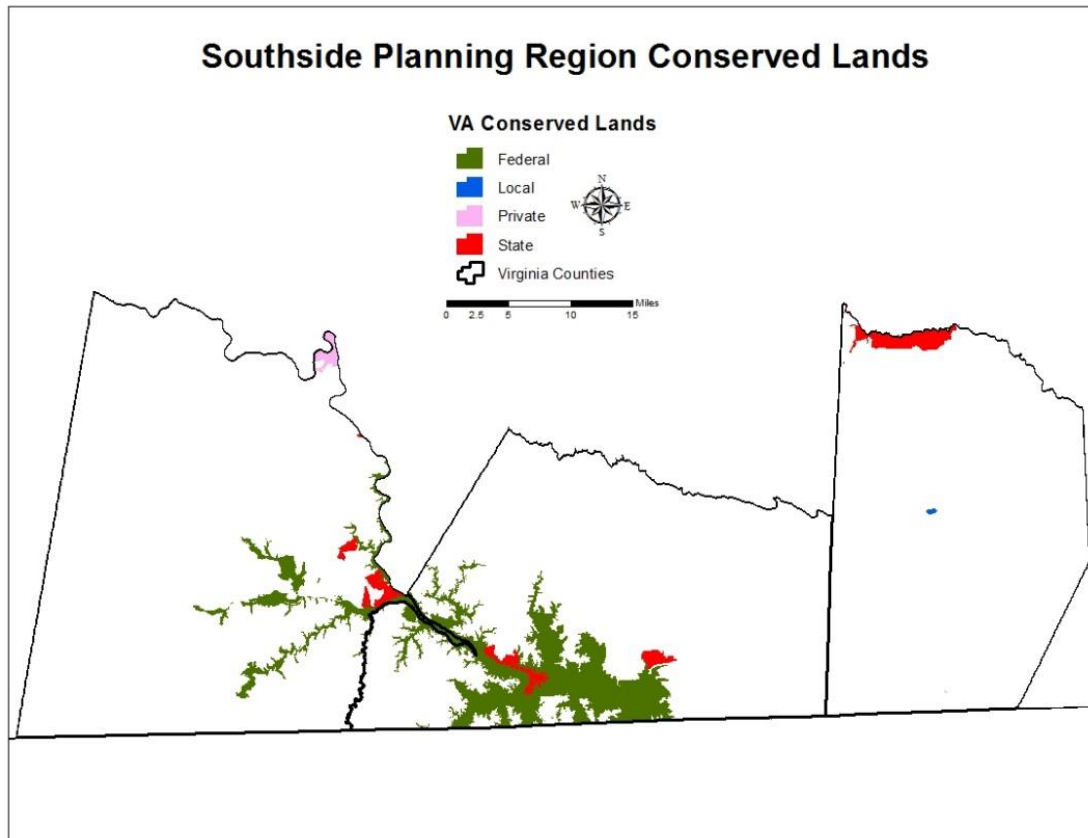 Southside Planning Region Conserved Lands
VA Conserved Lands
Federal
Local
Private
State
Virginia Counties
N
W E
S
Miles
0 2.5 5 10 15